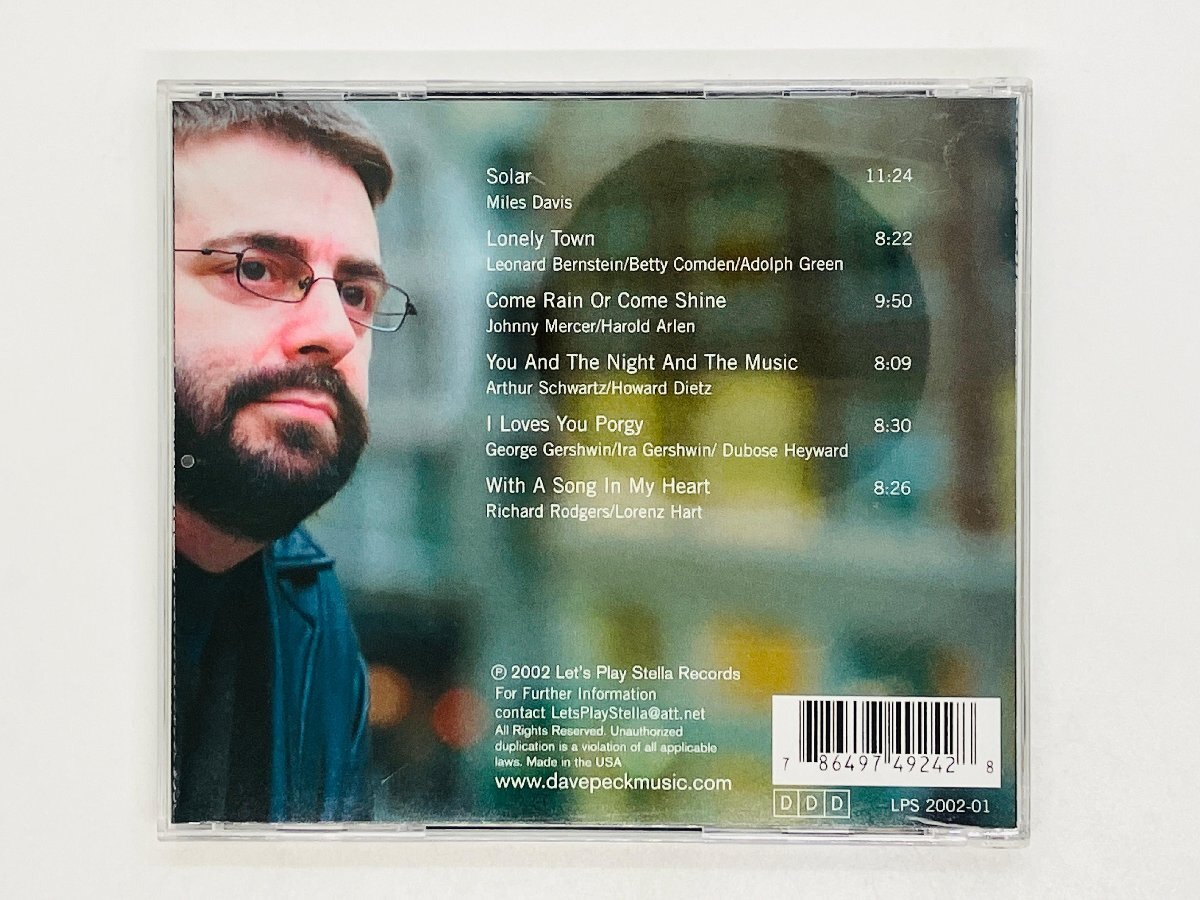 Solar 11:24
Miles Davis
Lonely Town 8:22
Leonard Bernstein/Betty Comden/Adolph Green
Come Rain Or Come Shine 9:50
Johnny Mercer/Harold Arlen
You And The Night And The Music 8:09
Arthur Schwartz/Howard Dietz
I Loves You Porgy 8:30
George Gershwin/Ira Gershwin/ Dubose Heyward
With A Song In My Heart 8:26
Richard Rodgers/Lorenz Hart
℗ 2002 Let's Play Stella Records
For Further Information
contact LetsPlayStella@att.net
All Rights Reserved. Unauthorized
duplication is a violation of all applicable
laws. Made in the USA
www.davepeckmusic.com
7 86497 49242 8
DDD LPS 2002-01